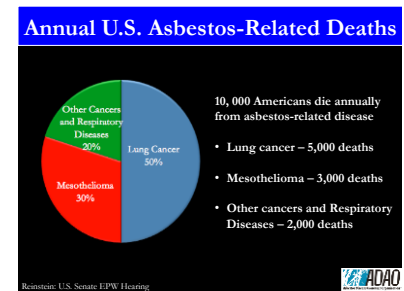 Annual U.S. Asbestos-Related Deaths
Other Cancers
and Respiratory
Diseases
20%
Lung Cancer
50%
Mesothelioma
30%
10, 000 Americans die annually
from asbestos-related disease
• Lung cancer – 5,000 deaths
• Mesothelioma – 3,000 deaths
• Other cancers and Respiratory
Diseases – 2,000 deaths
Reinstein: U.S. Senate EPW Hearing
ADAO